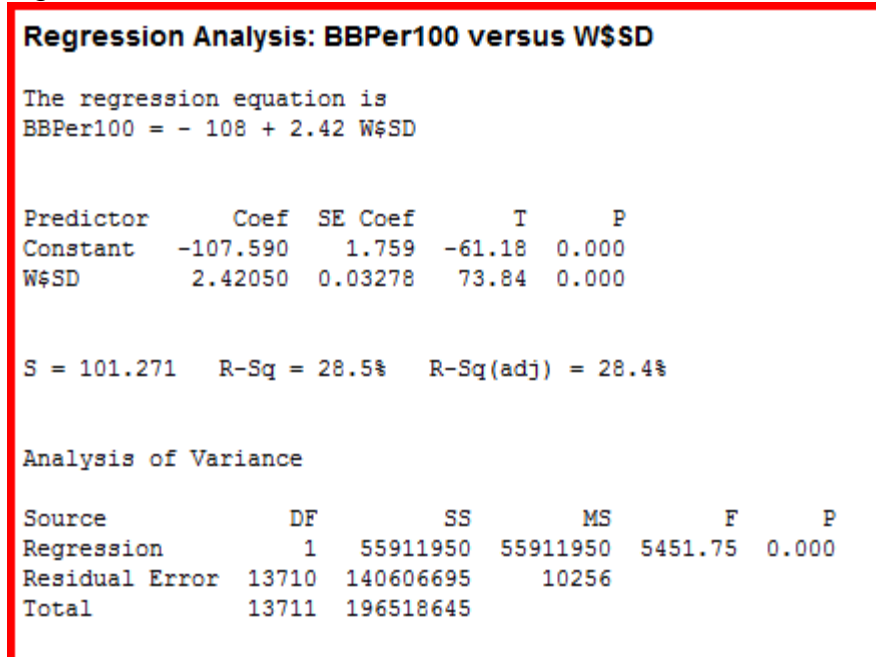 Regression Analysis: BBPer100 versus W$SD
The regression equation is
BBPer100 = - 108 + 2.42 W$SD
Predictor Coef SE Coef T P
Constant -107.590 1.759 -61.18 0.000
W$SD 2.42050 0.03278 73.84 0.000
S = 101.271 R-Sq = 28.5% R-Sq(adj) = 28.4%
Analysis of Variance
Source DF SS MS F P
Regression 1 55911950 55911950 5451.75 0.000
Residual Error 13710 140606695 10256
Total 13711 196518645